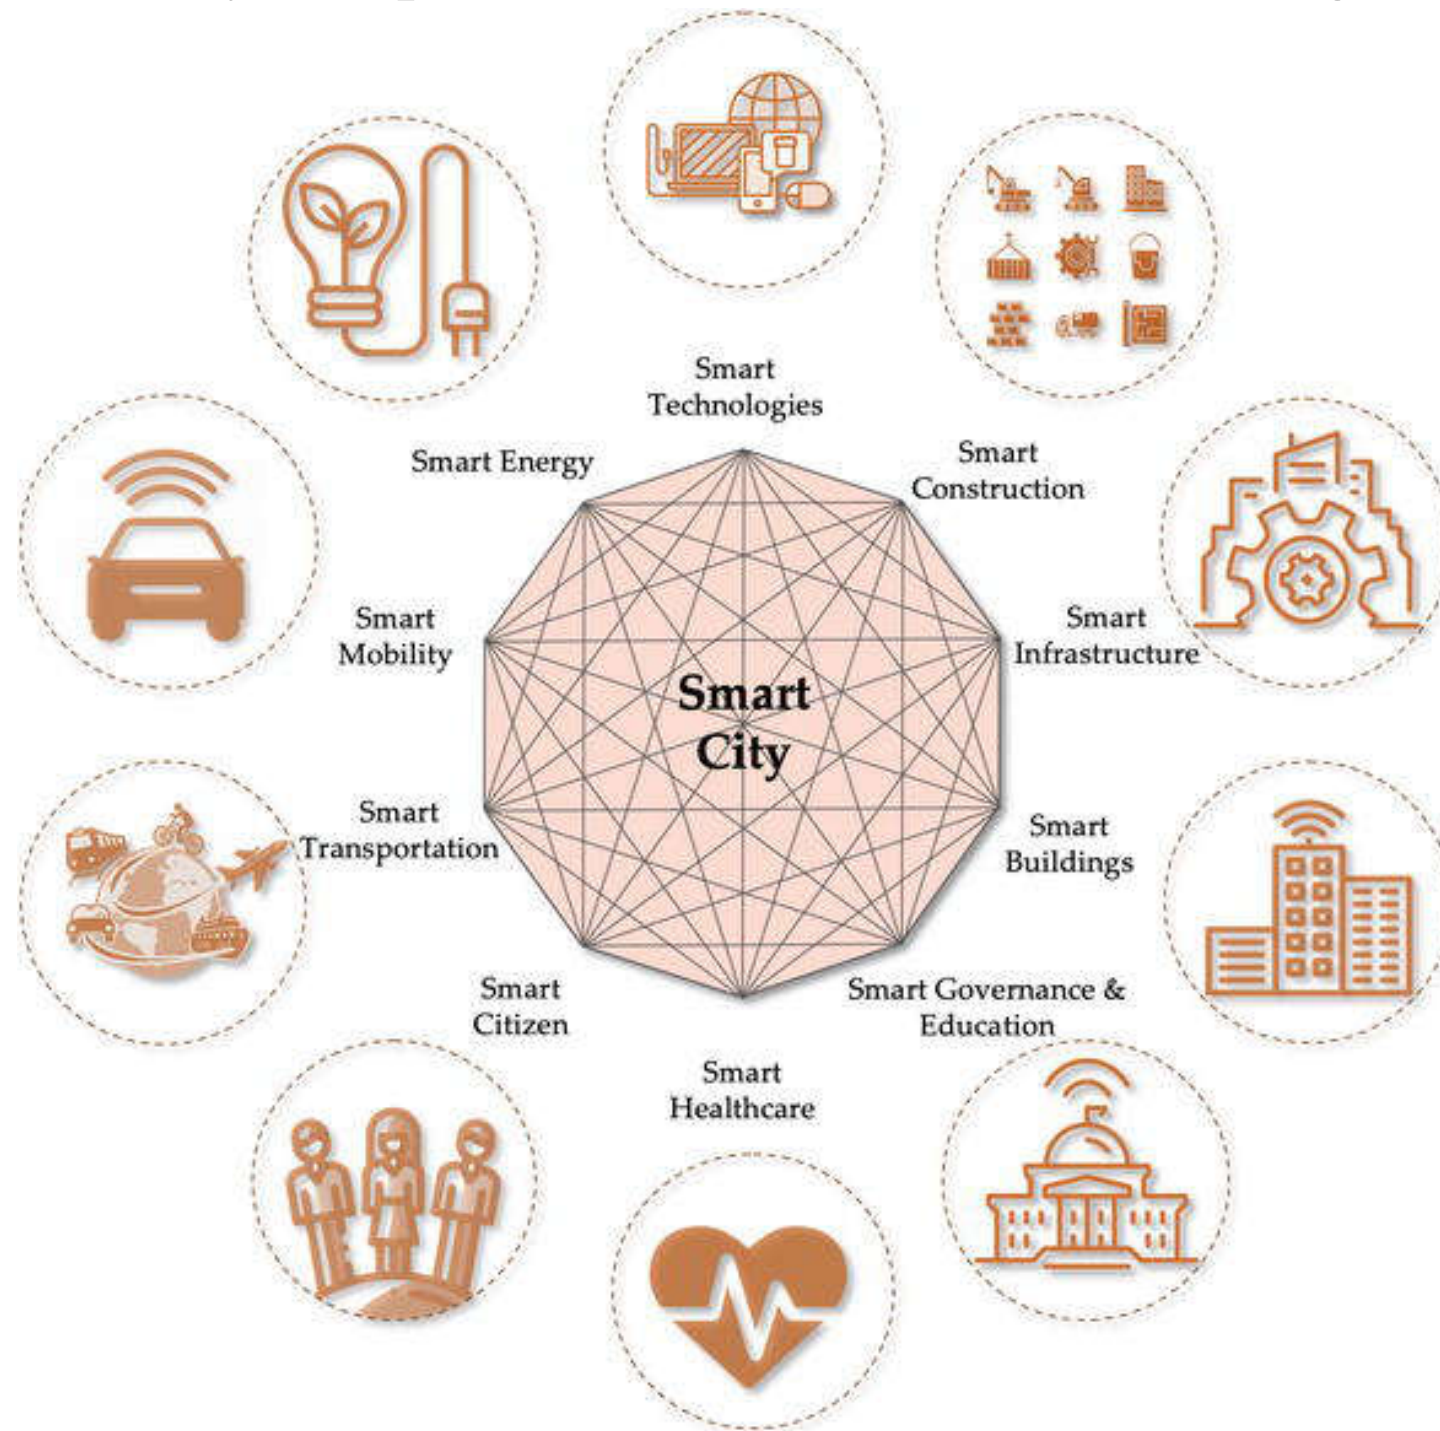 Smart
Technologies
Smart Energy
Smart
Construction
Smart
Mobility
Smart
Infrastructure
Smart
City
Smart
Transportation
Smart
Buildings
Smart
Citizen
Smart Governance &
Education
Smart
Healthcare